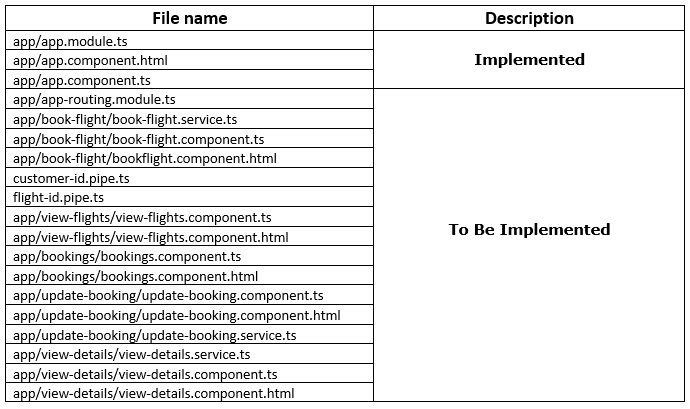 File name Description
app/app.module.ts
app/app.component.html
Implemented
app/app.component.ts
app/app-routing.module.ts
app/book-flight/book-flight.service.ts
app/book-flight/book-flight.component.ts
app/book-flight/bookflight.component.html
customer-id.pipe.ts
flight-id.pipe.ts
app/view-flights/view-flights.component.ts
app/view-flights/view-flights.component.html
To Be Implemented
app/bookings/bookings.component.ts
app/bookings/bookings.component.html
app/update-booking/update-booking.component.ts
app/update-booking/update-booking.component.html
app/update-booking/update-booking.service.ts
app/view-details/view-details.service.ts
app/view-details/view-details.component.ts
app/view-details/view-details.component.html